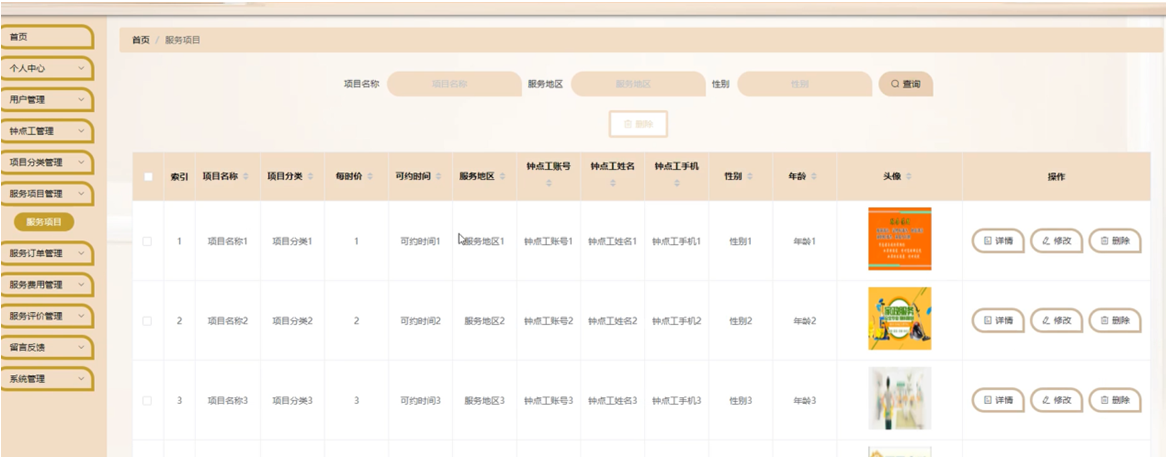 首页
个人中心
用户管理
钟点工管理
项目分类管理
服务项目管理
服务项目
服务订单管理
服务费用管理
服务评价管理
留言反馈
系统管理
首页 / 服务项目
项目名称 项目名称 服务地区 服务地区 性别 性别 查询
删除
索引 项目名称 项目分类 每时价 可约时间 服务地区 钟点工账号 钟点工姓名 钟点工手机 性别 年龄 头像 操作
1 项目名称1 项目分类1 1 可约时间1 服务地区1 钟点工账号1 钟点工姓名1 钟点工手机1 性别1 年龄1 详情 修改 删除
2 项目名称2 项目分类2 2 可约时间2 服务地区2 钟点工账号2 钟点工姓名2 钟点工手机2 性别2 年龄2 家政服务 详情 修改 删除
3 项目名称3 项目分类3 3 可约时间3 服务地区3 钟点工账号3 钟点工姓名3 钟点工手机3 性别3 年龄3 详情 修改 删除